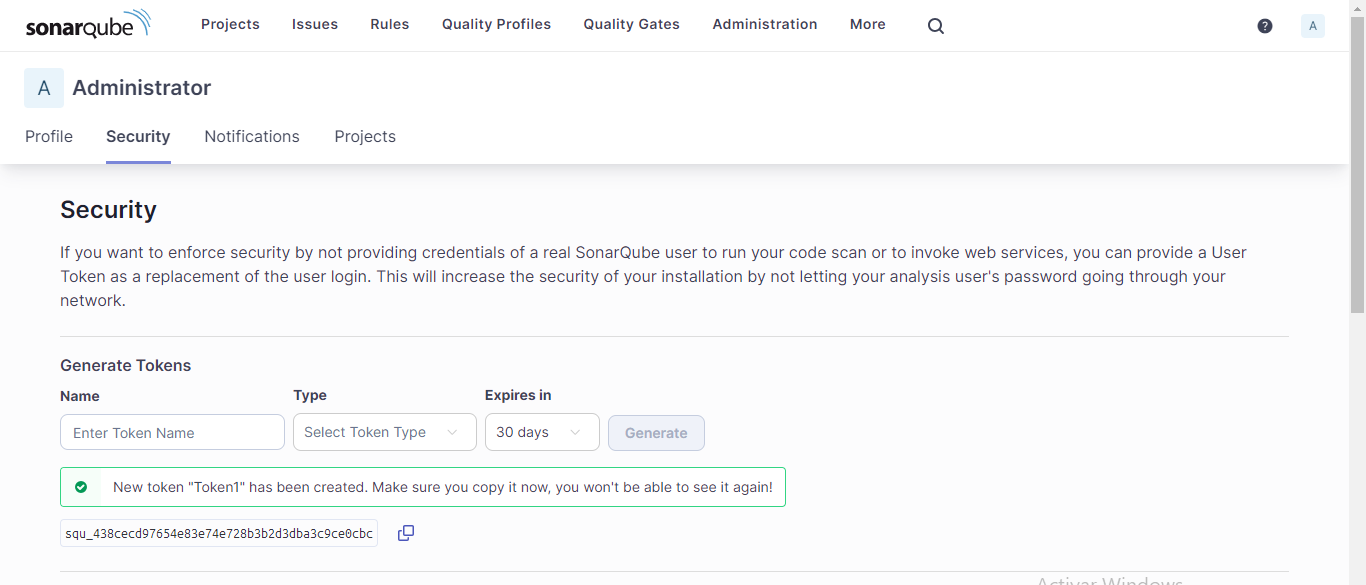 sonarqube
Projects Issues Rules Quality Profiles Quality Gates Administration More ? A
A Administrator
Profile Security Notifications Projects
Security
If you want to enforce security by not providing credentials of a real SonarQube user to run your code scan or to invoke web services, you can provide a User
Token as a replacement of the user login. This will increase the security of your installation by not letting your analysis user's password going through your
network.
Generate Tokens
Name Type Expires in
Enter Token Name Select Token Type 30 days Generate
New token "Token1" has been created. Make sure you copy it now, you won't be able to see it again!
squ_438cecd97654e83e74e728b3b2d3dba3c9ce0cbc
Activar Windows